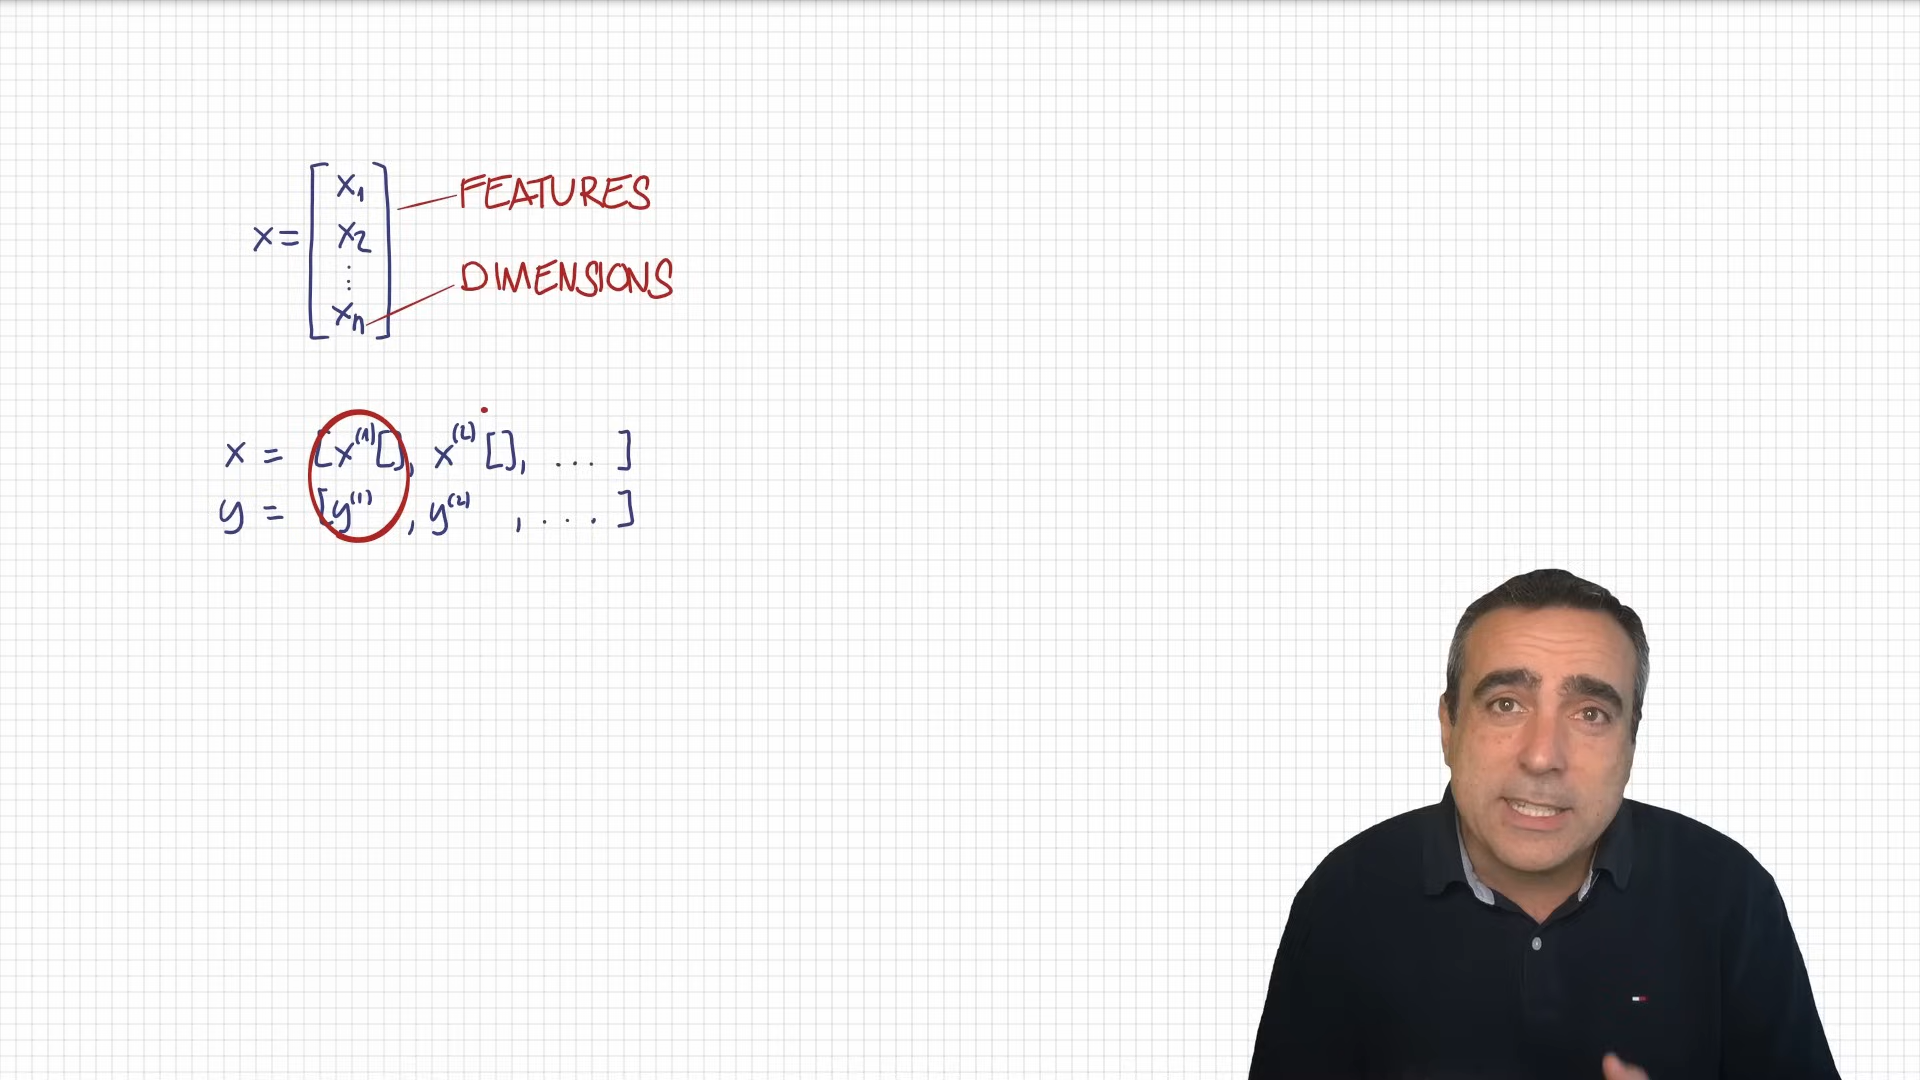 x = [ x₁
x₂
⋮
xₙ ]
FEATURES
DIMENSIONS
x = [x⁽¹⁾[], x⁽²⁾[], ... ]
y = [y⁽¹⁾, y⁽²⁾, ... ]